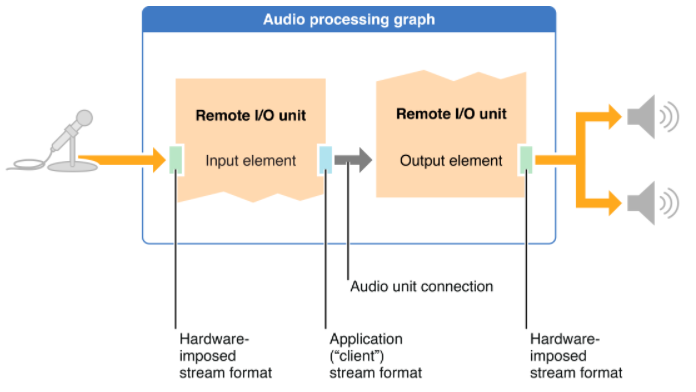 Audio processing graph
Remote I/O unit
Input element
Remote I/O unit
Output element
Audio unit connection
Hardware-
imposed
stream format
Application
(“client”)
stream format
Hardware-
imposed
stream format